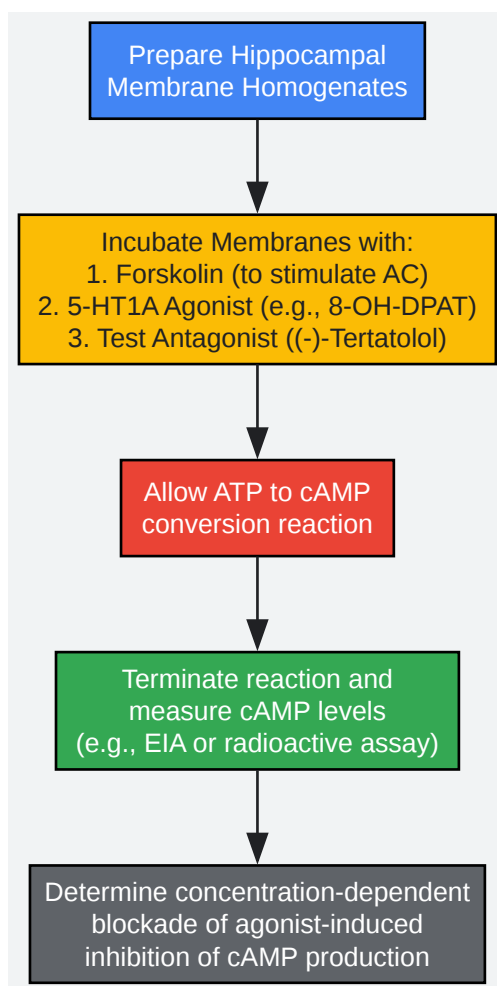 Prepare Hippocampal
Membrane Homogenates
Incubate Membranes with:
1. Forskolin (to stimulate AC)
2. 5-HT1A Agonist (e.g., 8-OH-DPAT)
3. Test Antagonist ((-)-Tertatolol)
Allow ATP to cAMP
conversion reaction
Terminate reaction and
measure cAMP levels
(e.g., EIA or radioactive assay)
Determine concentration-dependent
blockade of agonist-induced
inhibition of cAMP production